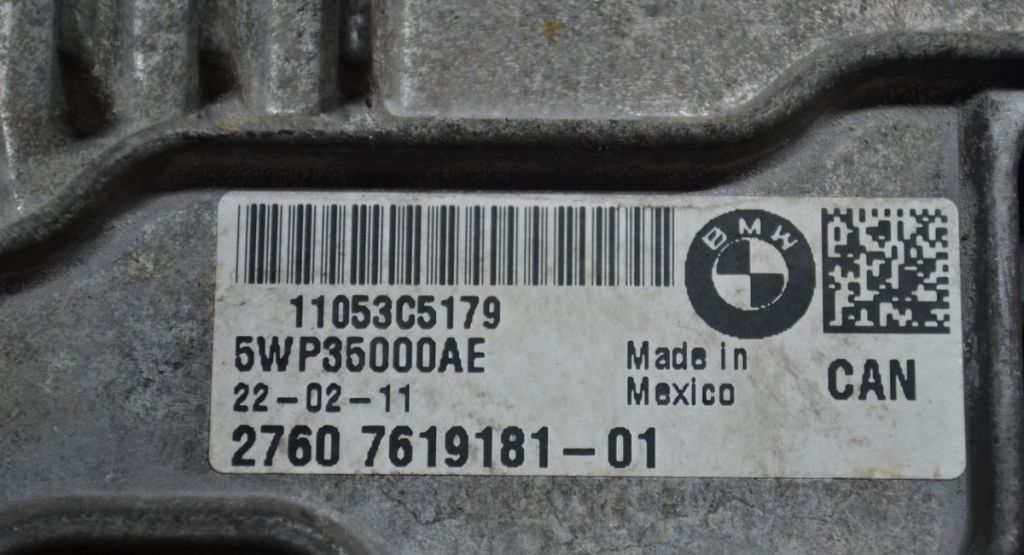 11053C5179
BMW
5WP35000AE
Made in
Mexico
CAN
22-02-11
2760 7619181-01